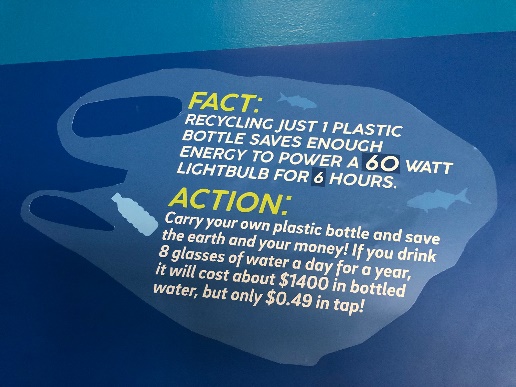 FACT:
RECYCLING JUST 1 PLASTIC
BOTTLE SAVES ENOUGH
ENERGY TO POWER A 60 WATT
LIGHTBULB FOR 6 HOURS.
ACTION:
Carry your own plastic bottle and save
the earth and your money! If you drink
8 glasses of water a day for a year,
it will cost about $1400 in bottled
water, but only $0.49 in tap!